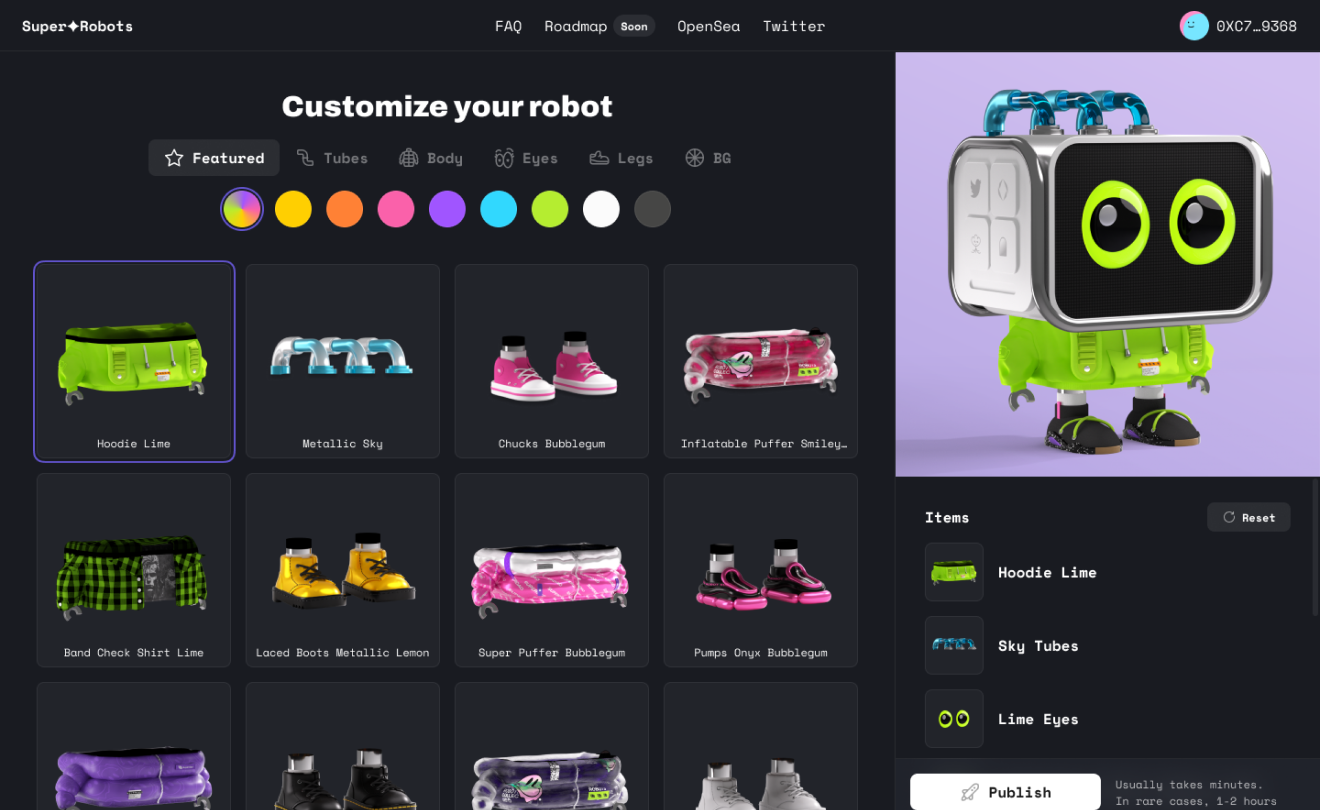 Super✦Robots
FAQ
Roadmap Soon
OpenSea
Twitter
0XC7…9368
Customize your robot
Featured
Tubes
Body
Eyes
Legs
BG
Hoodie Lime
Metallic Sky
Chucks Bubblegum
Inflatable Puffer Smiley…
Band Check Shirt Lime
Laced Boots Metallic Lemon
Super Puffer Bubblegum
Pumps Onyx Bubblegum
Items
Reset
Hoodie Lime
Sky Tubes
Lime Eyes
Publish
Usually takes minutes.
In rare cases, 1-2 hours